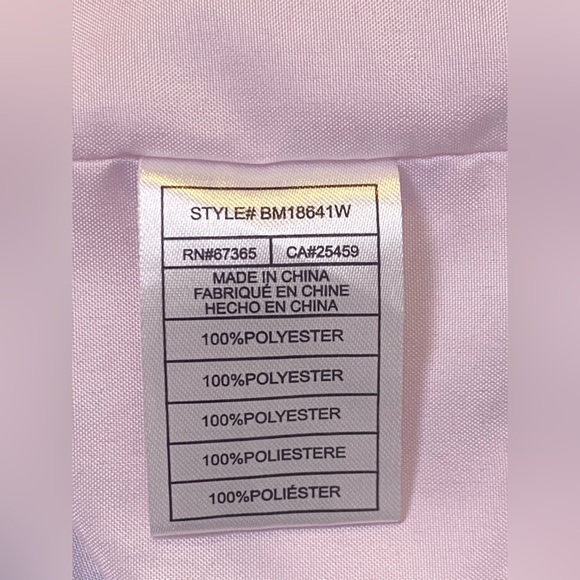 STYLE# BM18641W
RN#67365 CA#25459
MADE IN CHINA
FABRIQUÉ EN CHINE
HECHO EN CHINA
100%POLYESTER
100%POLYESTER
100%POLYESTER
100%POLIESTERE
100%POLIÉSTER